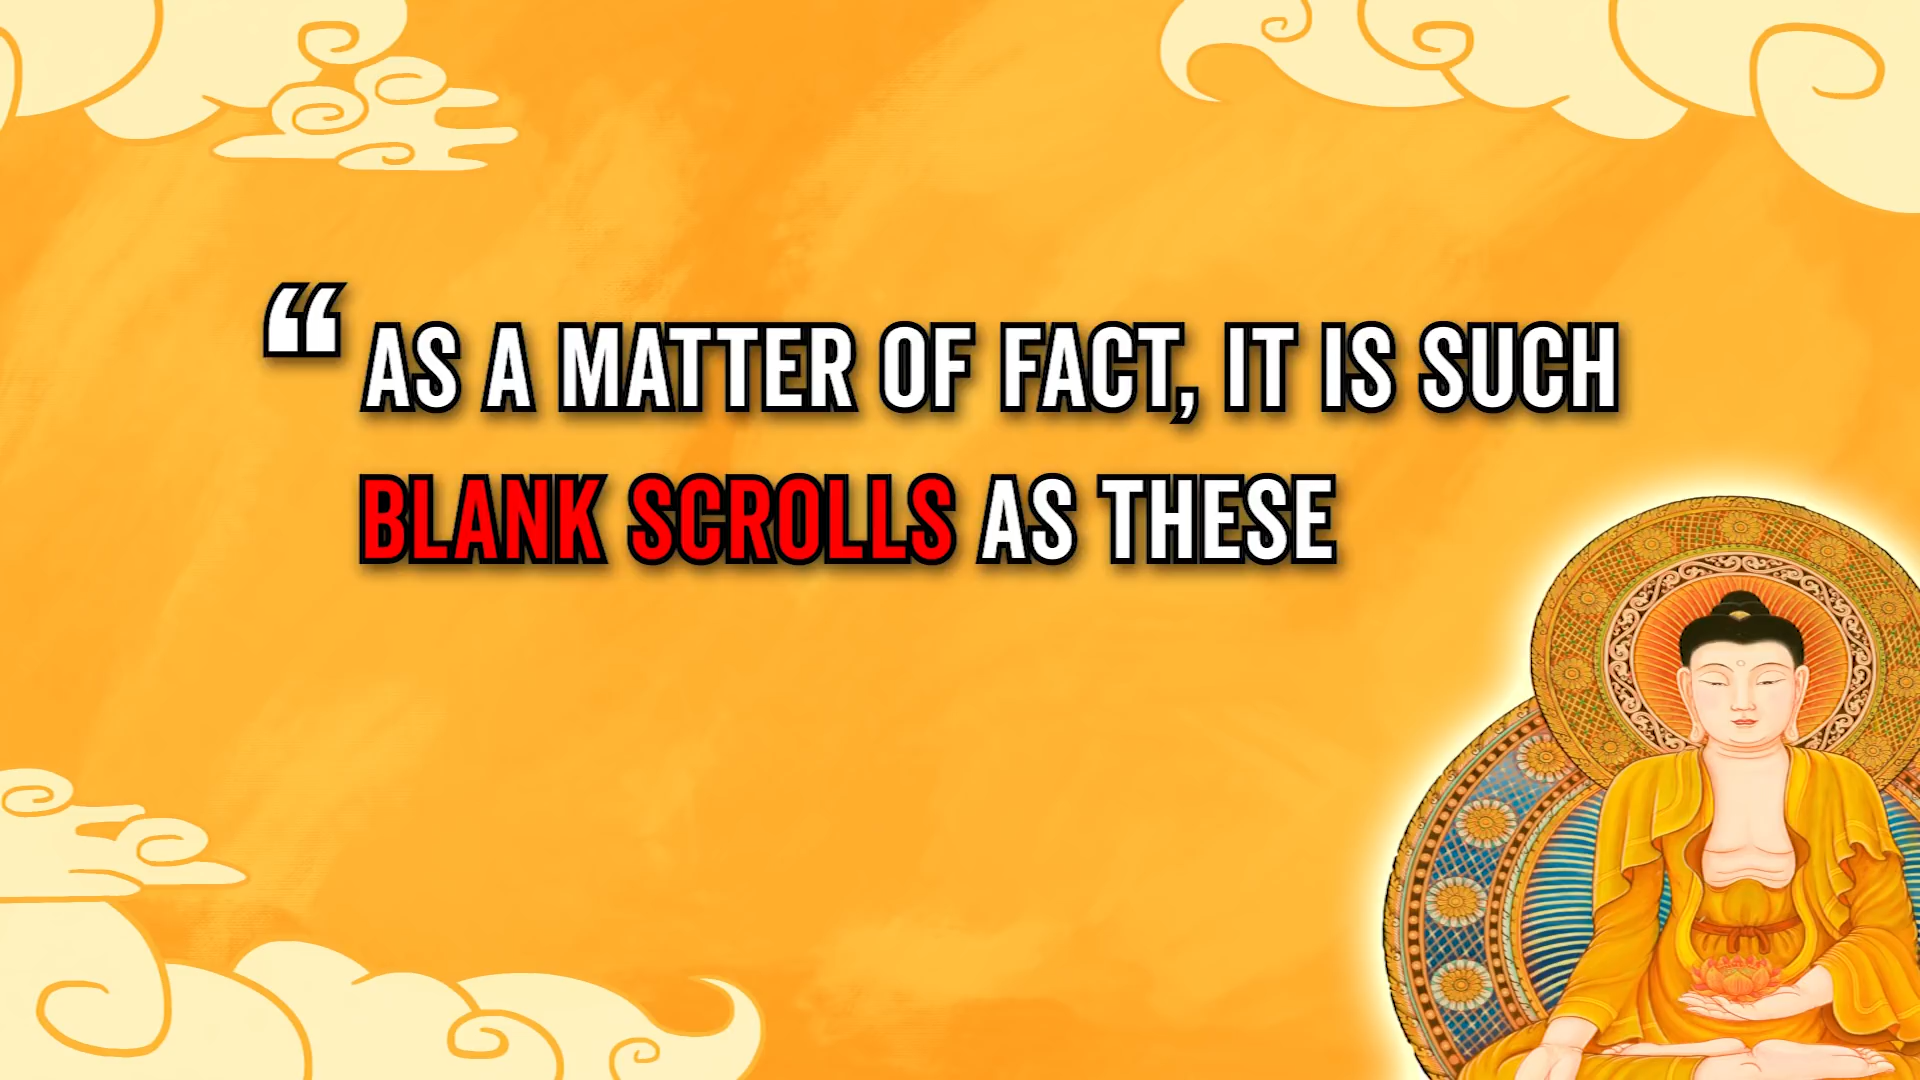 “AS A MATTER OF FACT, IT IS SUCH
BLANK SCROLLS AS THESE